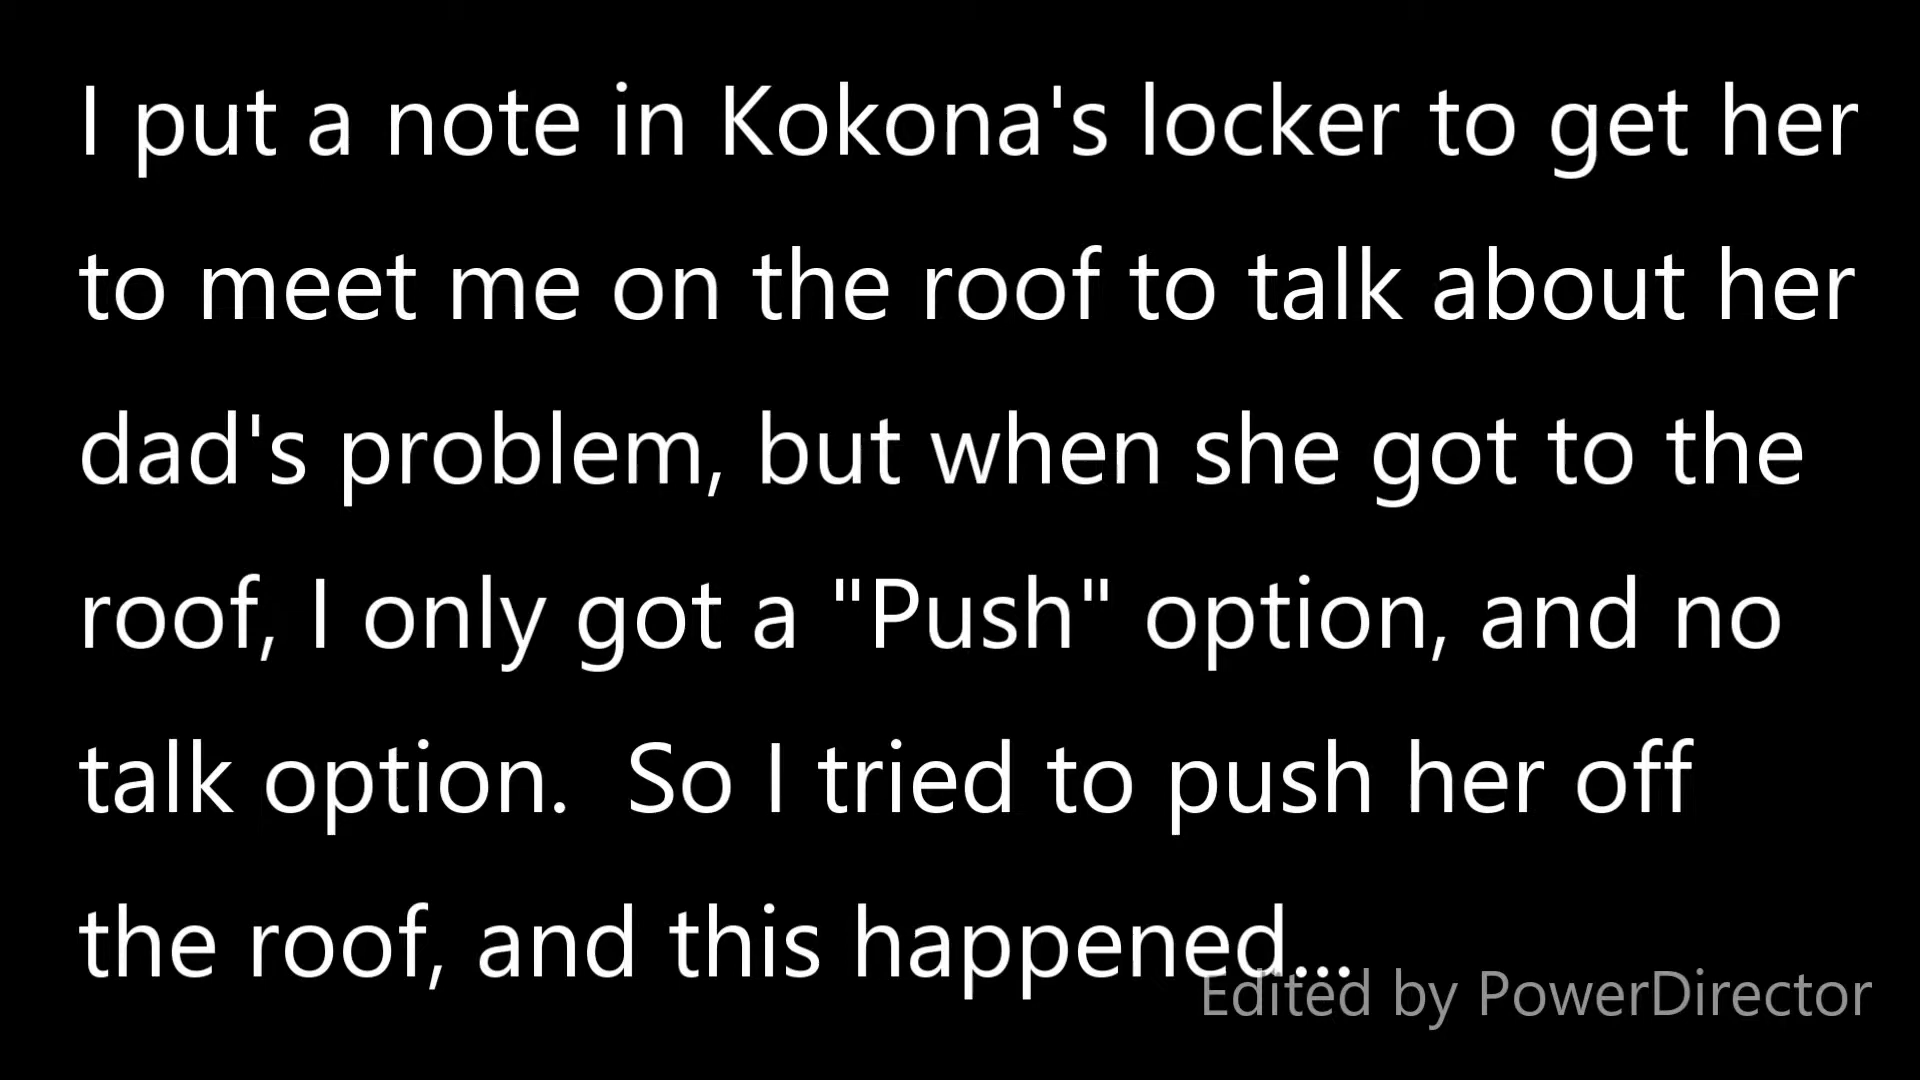 I put a note in Kokona's locker to get her
to meet me on the roof to talk about her
dad's problem, but when she got to the
roof, I only got a "Push" option, and no
talk option.  So I tried to push her off
the roof, and this happened...
Edited by PowerDirector